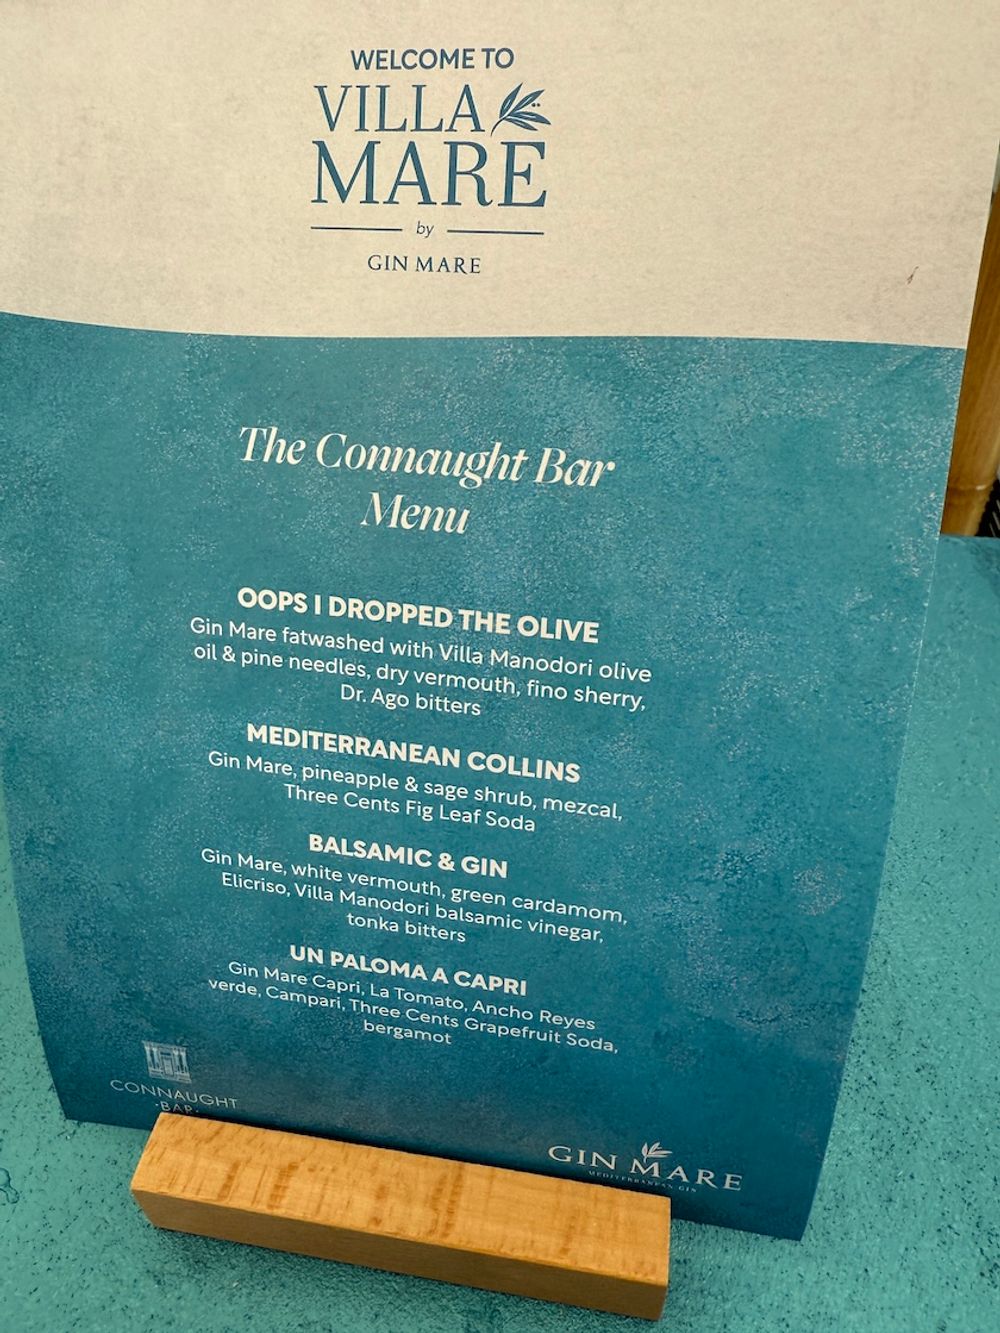 WELCOME TO
VILLA
MARE
by
GIN MARE
The Connaught Bar
Menu
OOPS I DROPPED THE OLIVE
Gin Mare fatwashed with Villa Manodori olive
oil & pine needles, dry vermouth, fino sherry,
Dr. Ago bitters
MEDITERRANEAN COLLINS
Gin Mare, pineapple & sage shrub, mezcal,
Three Cents Fig Leaf Soda
BALSAMIC & GIN
Gin Mare, white vermouth, green cardamom,
Elicriso, Villa Manodori balsamic vinegar,
tonka bitters
UN PALOMA A CAPRI
Gin Mare Capri, La Tomato, Ancho Reyes
verde, Campari, Three Cents Grapefruit Soda,
bergamot
CONNAUGHT
·BAR·
GIN MARE
MEDITERRANEAN GIN